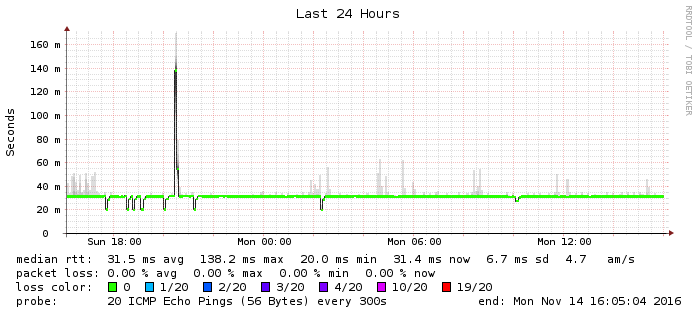 Last 24 Hours
RRDTOOL / TOBI OETIKER
Seconds
160 m
140 m
120 m
100 m
80 m
60 m
40 m
20 m
0
Sun 18:00 Mon 00:00 Mon 06:00 Mon 12:00
median rtt: 31.5 ms avg 138.2 ms max 20.0 ms min 31.4 ms now 6.7 ms sd 4.7 am/s
packet loss: 0.00 % avg 0.00 % max 0.00 % min 0.00 % now
loss color: 0 1/20 2/20 3/20 4/20 10/20 19/20
probe: 20 ICMP Echo Pings (56 Bytes) every 300s end: Mon Nov 14 16:05:04 2016